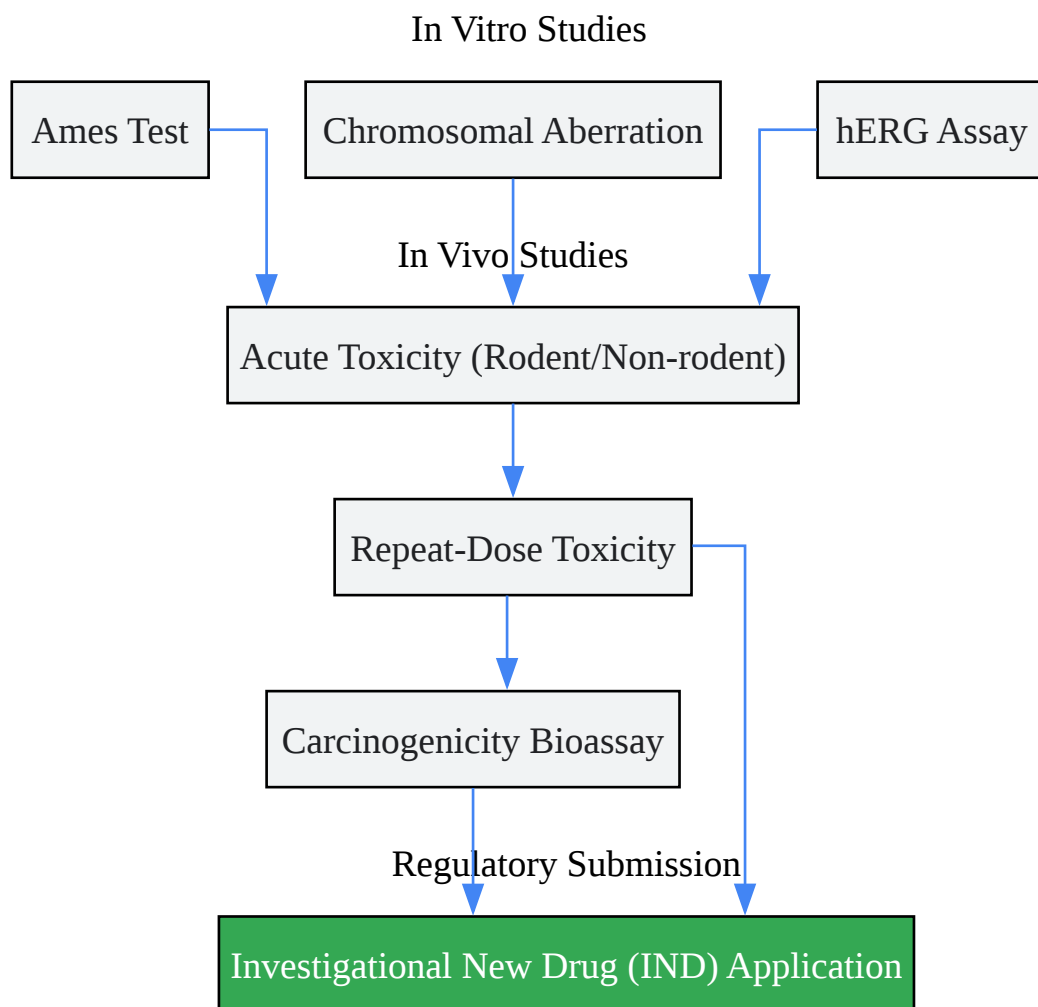 In Vitro Studies
Ames Test
Chromosomal Aberration
hERG Assay
In Vivo Studies
Acute Toxicity (Rodent/Non-rodent)
Repeat-Dose Toxicity
Carcinogenicity Bioassay
Regulatory Submission
Investigational New Drug (IND) Application